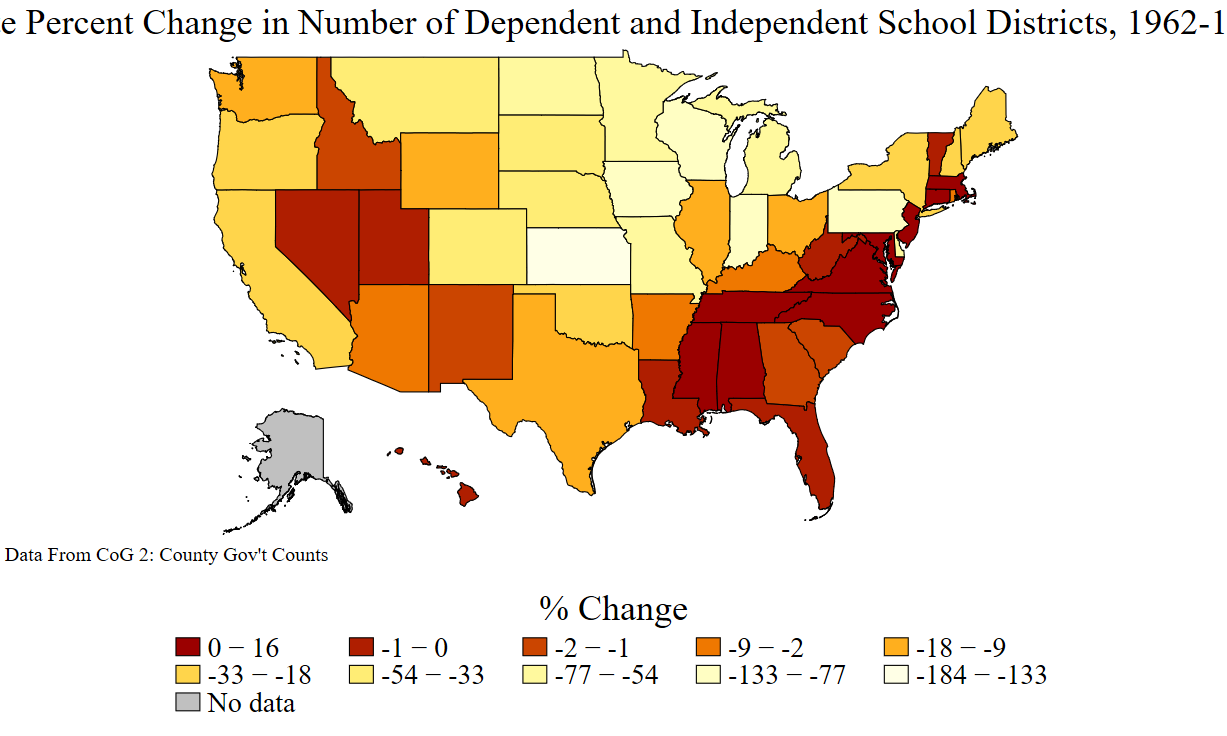 e Percent Change in Number of Dependent and Independent School Districts, 1962-1
Data From CoG 2: County Gov't Counts
% Change
0 − 16 -1 − 0 -2 − -1 -9 − -2 -18 − -9
-33 − -18 -54 − -33 -77 − -54 -133 − -77 -184 − -133
No data